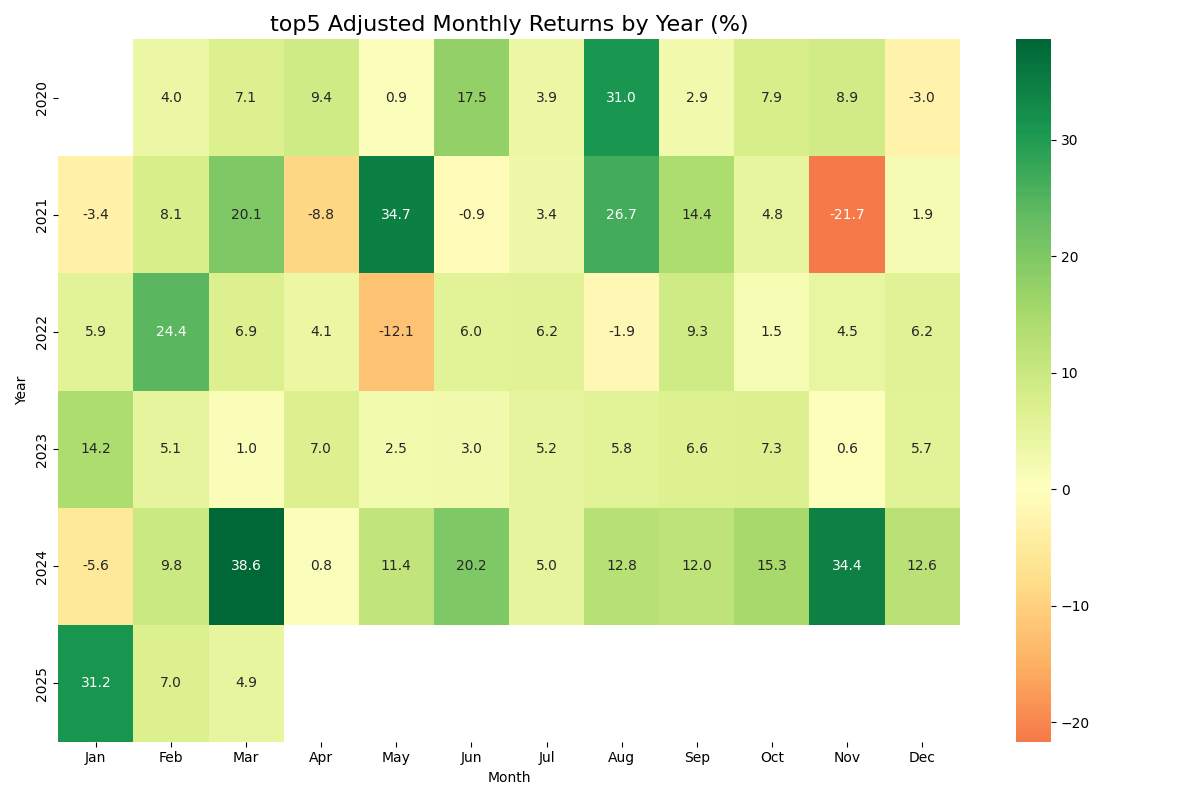 top5 Adjusted Monthly Returns by Year (%)
2020 4.0 7.1 9.4 0.9 17.5 3.9 31.0 2.9 7.9 8.9 -3.0
2021 -3.4 8.1 20.1 -8.8 34.7 -0.9 3.4 26.7 14.4 4.8 -21.7 1.9
2022 5.9 24.4 6.9 4.1 -12.1 6.0 6.2 -1.9 9.3 1.5 4.5 6.2
Year
2023 14.2 5.1 1.0 7.0 2.5 3.0 5.2 5.8 6.6 7.3 0.6 5.7
2024 -5.6 9.8 38.6 0.8 11.4 20.2 5.0 12.8 12.0 15.3 34.4 12.6
2025 31.2 7.0 4.9
Jan Feb Mar Apr May Jun Jul Aug Sep Oct Nov Dec
Month
30
20
10
0
−10
−20